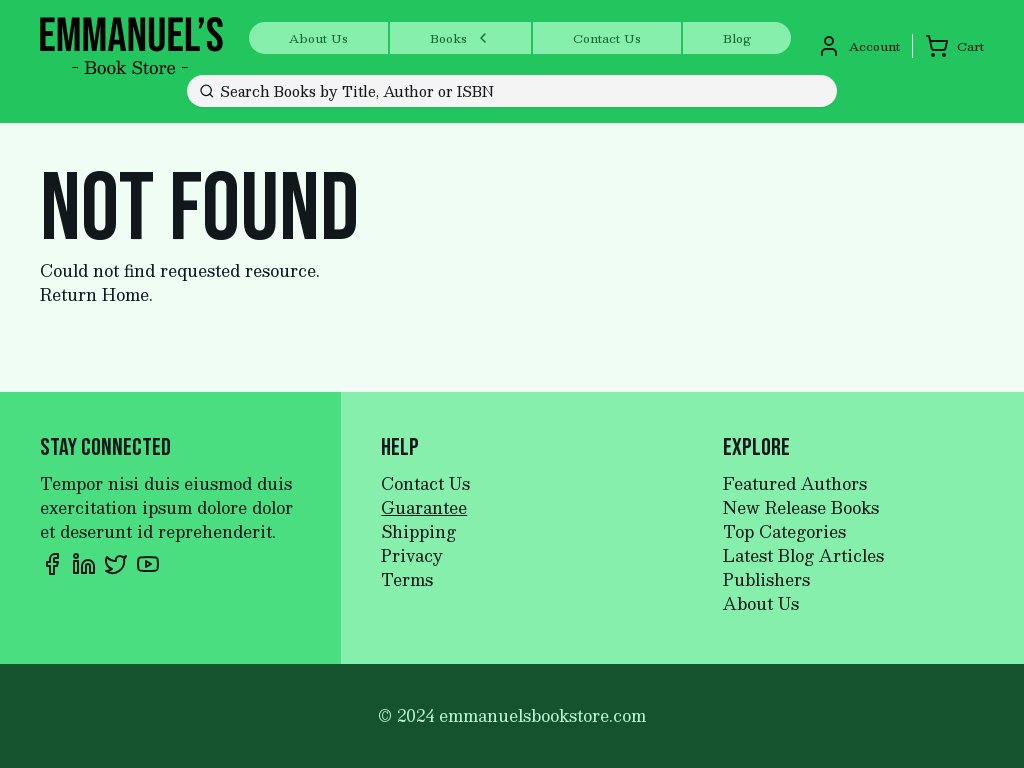 EMMANUEL'S
- Book Store -
About Us
Books
Contact Us
Blog
Account
Cart
Search Books by Title, Author or ISBN
NOT FOUND
Could not find requested resource.
Return Home.
STAY CONNECTED
Tempor nisi duis eiusmod duis
exercitation ipsum dolore dolor
et deserunt id reprehenderit.
HELP
Contact Us
Guarantee
Shipping
Privacy
Terms
EXPLORE
Featured Authors
New Release Books
Top Categories
Latest Blog Articles
Publishers
About Us
© 2024 emmanuelsbookstore.com